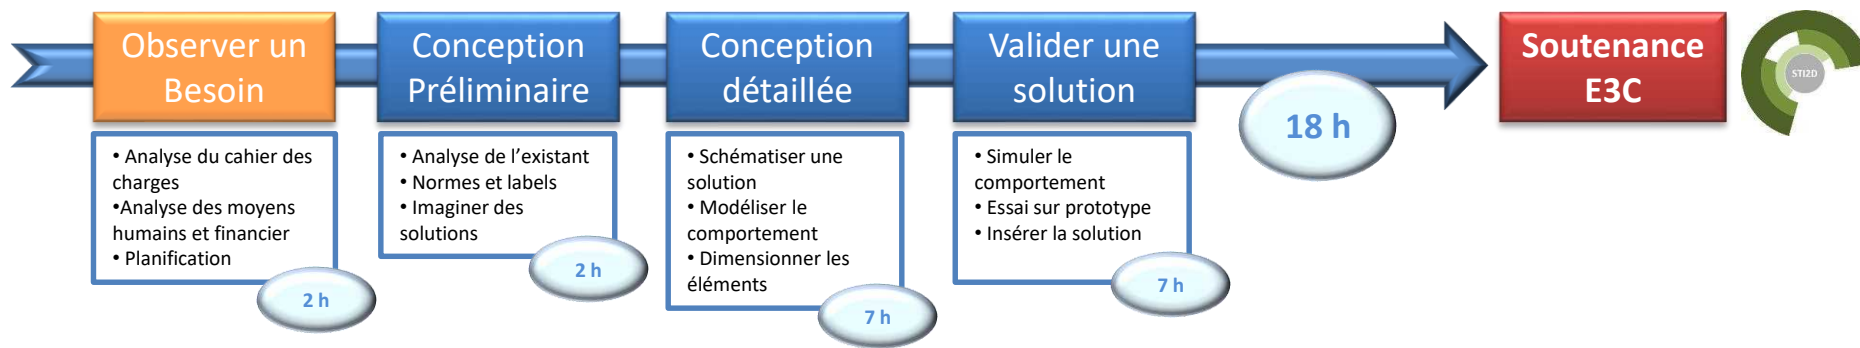 Observer un
Besoin
• Analyse du cahier des
charges
•Analyse des moyens
humains et financier
• Planification
2 h
Conception
Préliminaire
• Analyse de l’existant
• Normes et labels
• Imaginer des
solutions
2 h
Conception
détaillée
• Schématiser une
solution
• Modéliser le
comportement
• Dimensionner les
éléments
7 h
Valider une
solution
• Simuler le
comportement
• Essai sur prototype
• Insérer la solution
7 h
18 h
Soutenance
E3C
STI2D